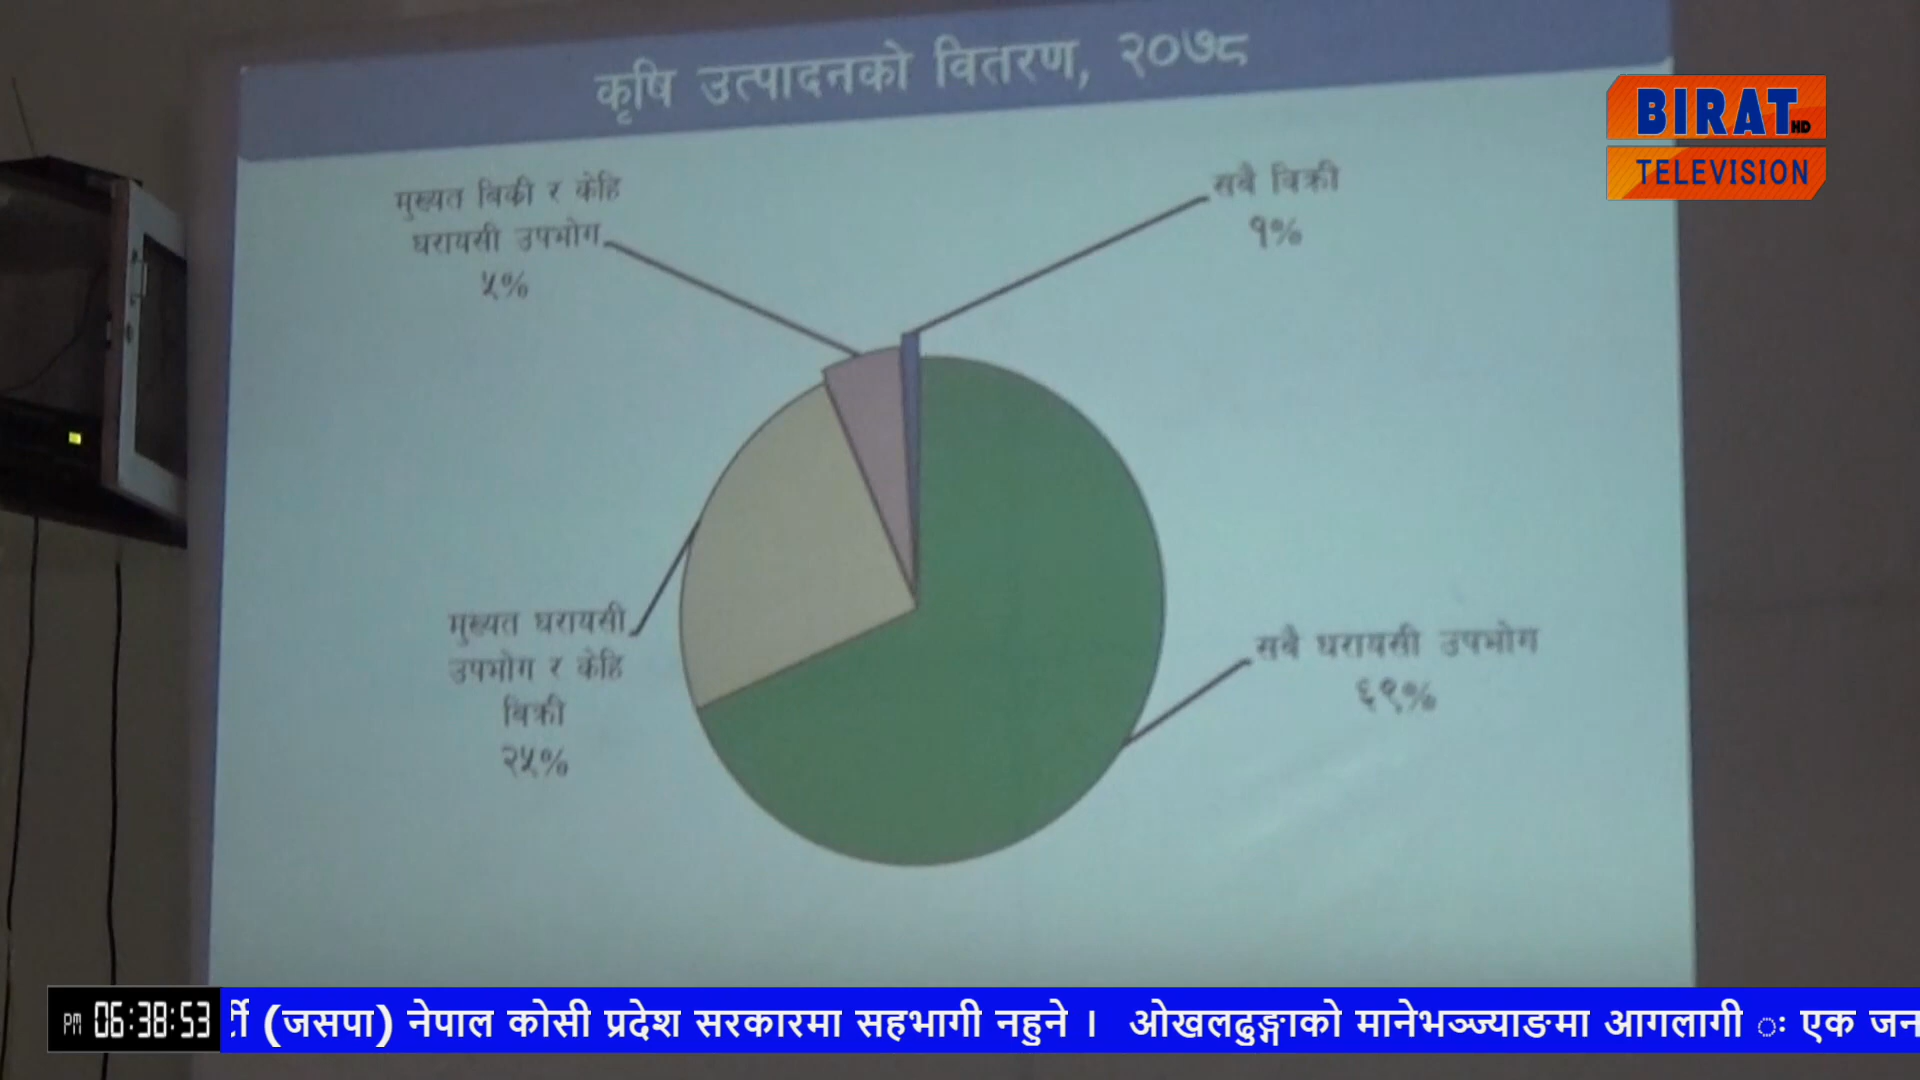 कृषि उत्पादनको वितरण, २०७८
BIRAT HD
TELEVISION
मुख्यत बिक्री र केहि
घरायसी उपभोग
५%
सबै बिक्री
१%
मुख्यत घरायसी
उपभोग र केहि
बिक्री
२५%
सबै घरायसी उपभोग
६९%
PM 06:38:53
र्टी (जसपा) नेपाल कोसी प्रदेश सरकारमा सहभागी नहुने । ओखलढुङ्गाको मानेभञ्ज्याङमा आगलागी ः एक जन